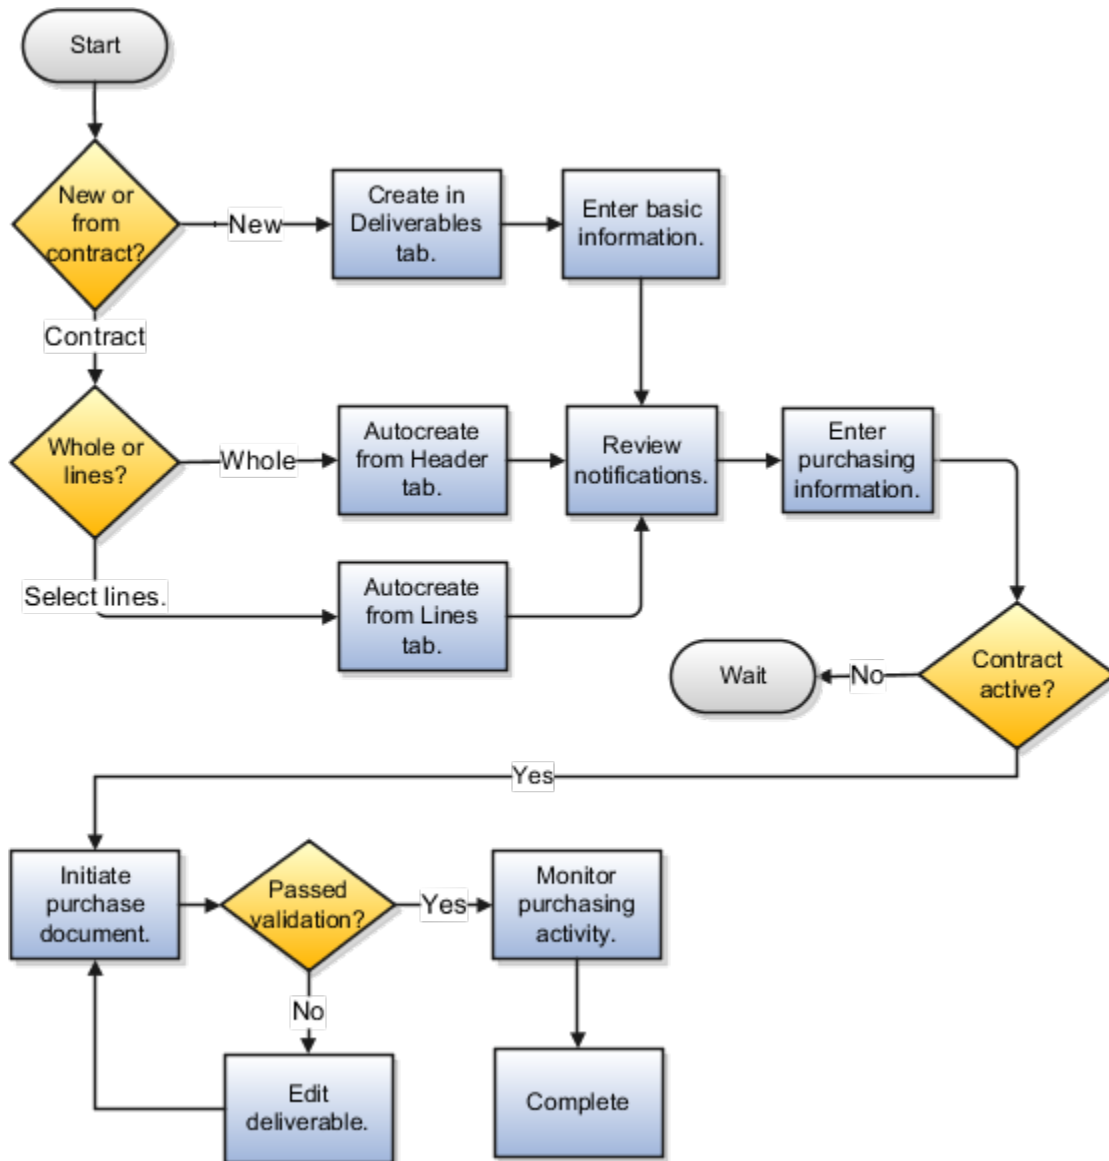 Start
New or
from
contract?
New
Create in
Deliverables
tab.
Enter basic
information.
Contract
Whole or
lines?
Whole
Autocreate
from Header
tab.
Review
notifications.
Enter
purchasing
information.
Select lines.
Autocreate
from Lines
tab.
Wait
No
Contract
active?
Yes
Initiate
purchase
document.
Passed
validation?
Yes
Monitor
purchasing
activity.
No
Edit
deliverable.
Complete